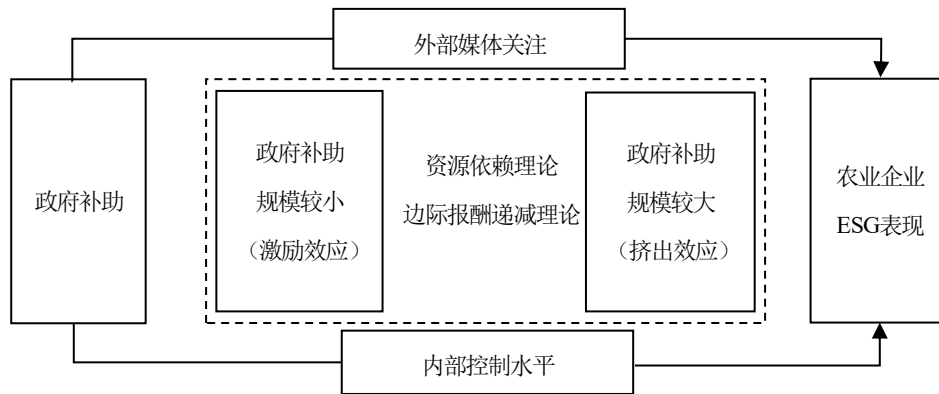 外部媒体关注
政府补助
政府补助
规模较小
（激励效应）
资源依赖理论
边际报酬递减理论
政府补助
规模较大
（挤出效应）
农业企业
ESG表现
内部控制水平